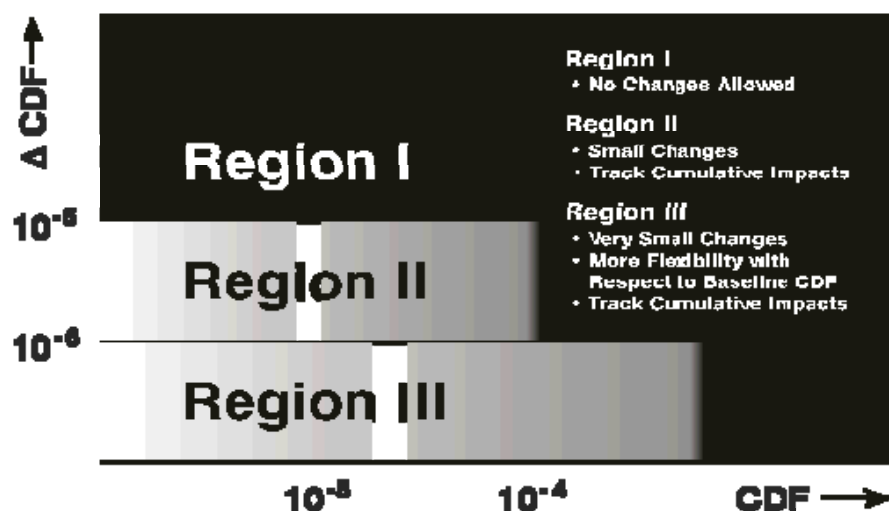 Δ CDF→
Region I
• No Changes Allowed
Region II
• Small Changes
• Track Cumulative Impacts
Region III
• Very Small Changes
• More Flexibility with
Respect to Baseline CDF
• Track Cumulative Impacts
Region I
10⁻⁵
Region II
10⁻⁶
Region III
10⁻⁵
10⁻⁴
CDF →